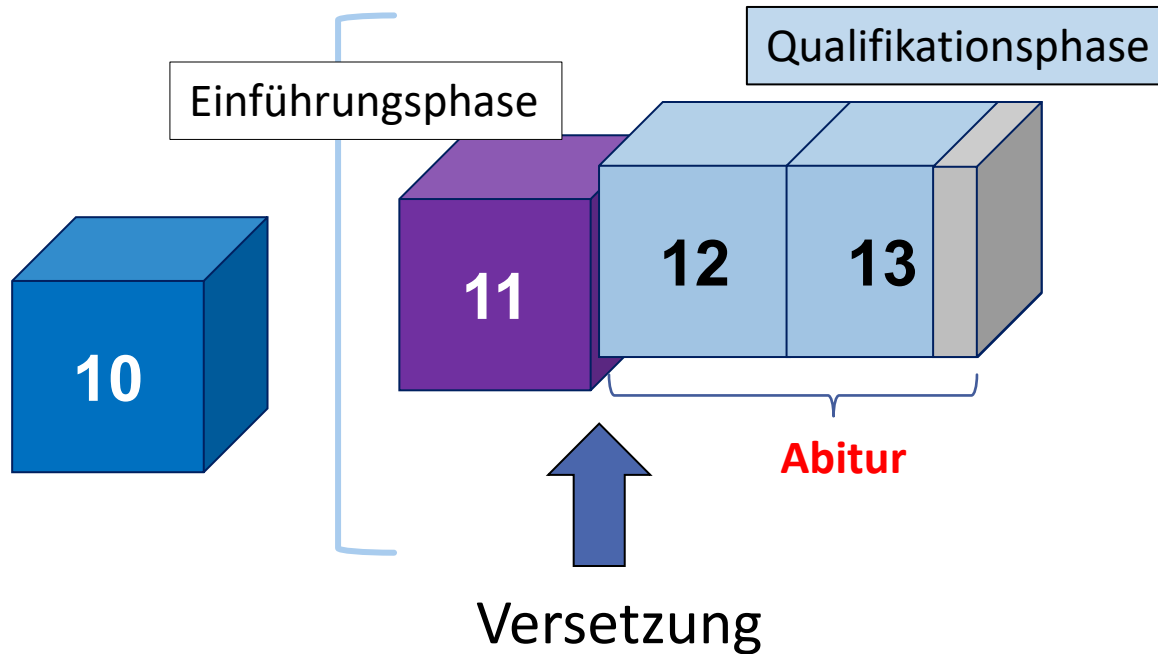 Qualifikationsphase
Einführungsphase
10
11
12
13
Abitur
Versetzung